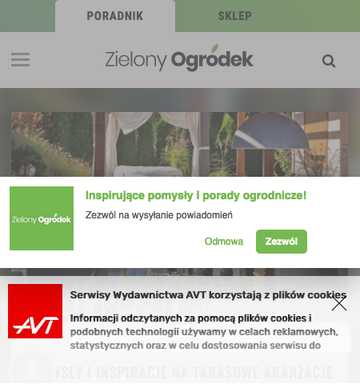 PORADNIK SKLEP
Zielony Ogródek
Inspirujące pomysły i porady ogrodnicze!
Zezwól na wysyłanie powiadomień
Zielony Ogródek
Odmowa Zezwól
Serwisy Wydawnictwa AVT korzystają z plików cookies
Informacji odczytanych za pomocą plików cookies i
podobnych technologii używamy w celach reklamowych,
statystycznych oraz w celu dostosowania serwisu do
AVT
SŁY I INSPIRACJE NA TARASOWE ARANŻACJE